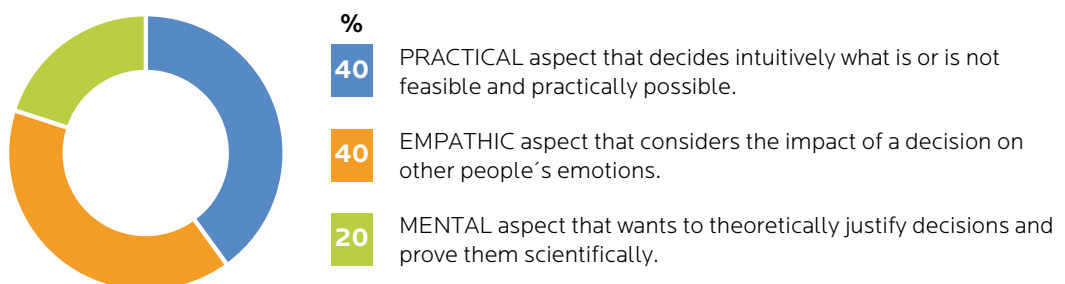 %
40
PRACTICAL aspect that decides intuitively what is or is not
feasible and practically possible.
40
EMPATHIC aspect that considers the impact of a decision on
other people´s emotions.
20
MENTAL aspect that wants to theoretically justify decisions and
prove them scientifically.